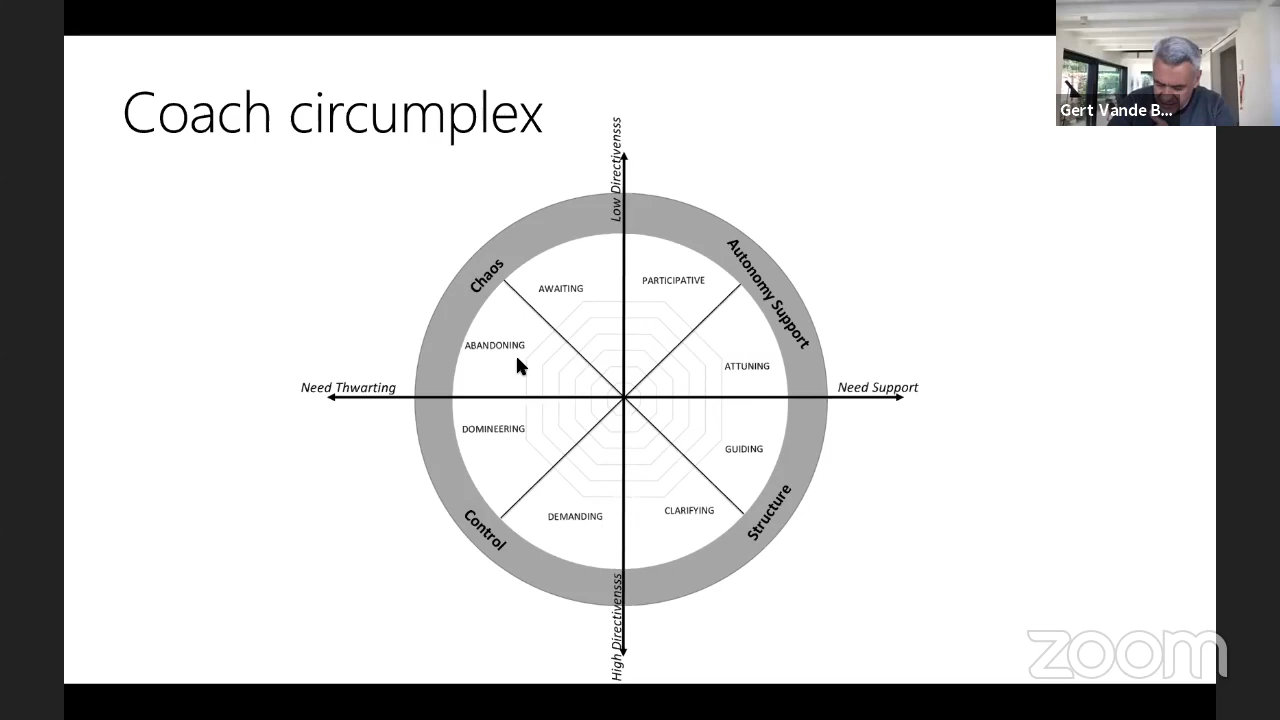 Coach circumplex
Gert Vande B...
Low Directivensss
Chaos
Autonomy Support
AWAITING
PARTICIPATIVE
ABANDONING
ATTUNING
Need Thwarting
Need Support
DOMINEERING
GUIDING
DEMANDING
CLARIFYING
Control
Structure
High Directivensss
zoom